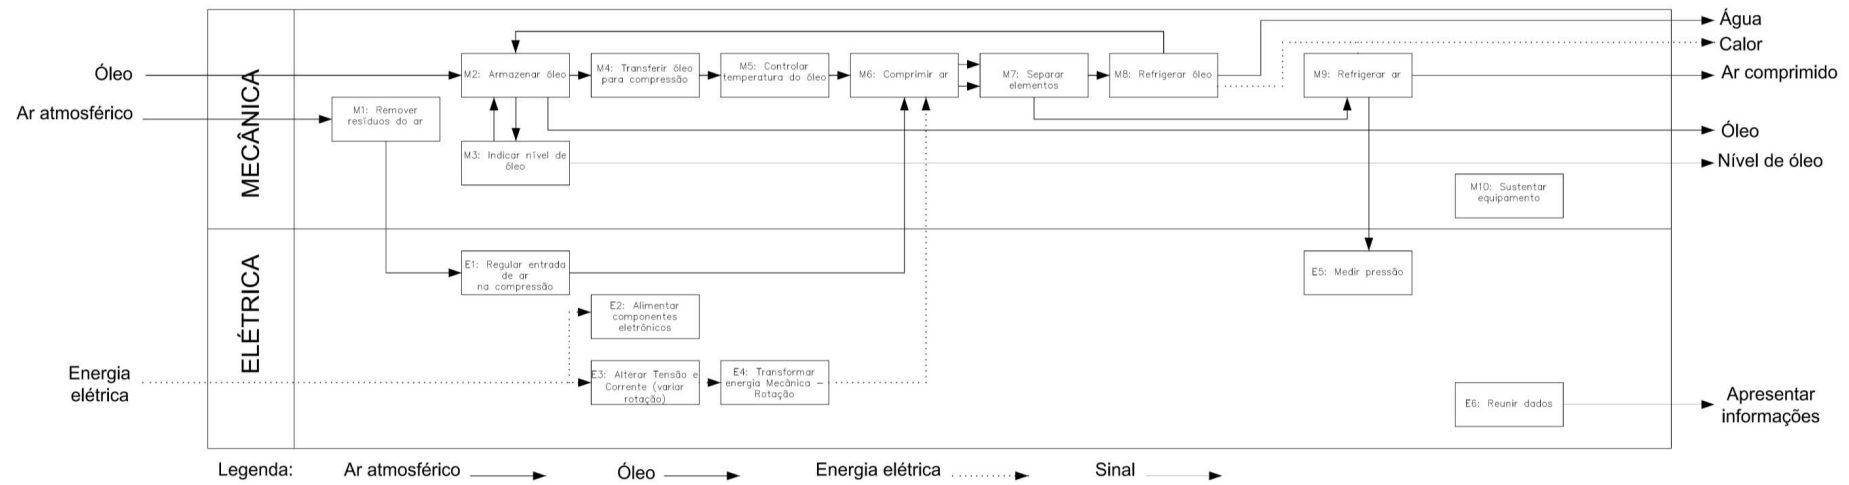 Água
Calor
Óleo
Ar atmosférico
MECÂNICA
M1: Remover
resíduos do ar
M2: Armazenar óleo
M4: Transferir óleo
para compressão
M5: Controlar
temperatura do óleo
M6: Comprimir ar
M7: Separar
elementos
M8: Refrigerar óleo
M9: Refrigerar ar
Ar comprimido
Óleo
M3: Indicar nível de
óleo
Nível de óleo
M10: Sustentar
equipamento
ELÉTRICA
E1: Regular entrada
de ar
na compressão
E5: Medir pressão
E2: Alimentar
componentes
eletrônicos
Energia
elétrica
E3: Alterar Tensão e
Corrente (variar
rotação)
E4: Transformar
energia Mecânica –
Rotação
E6: Reunir dados
Apresentar
informações
Legenda:
Ar atmosférico
Óleo
Energia elétrica
Sinal